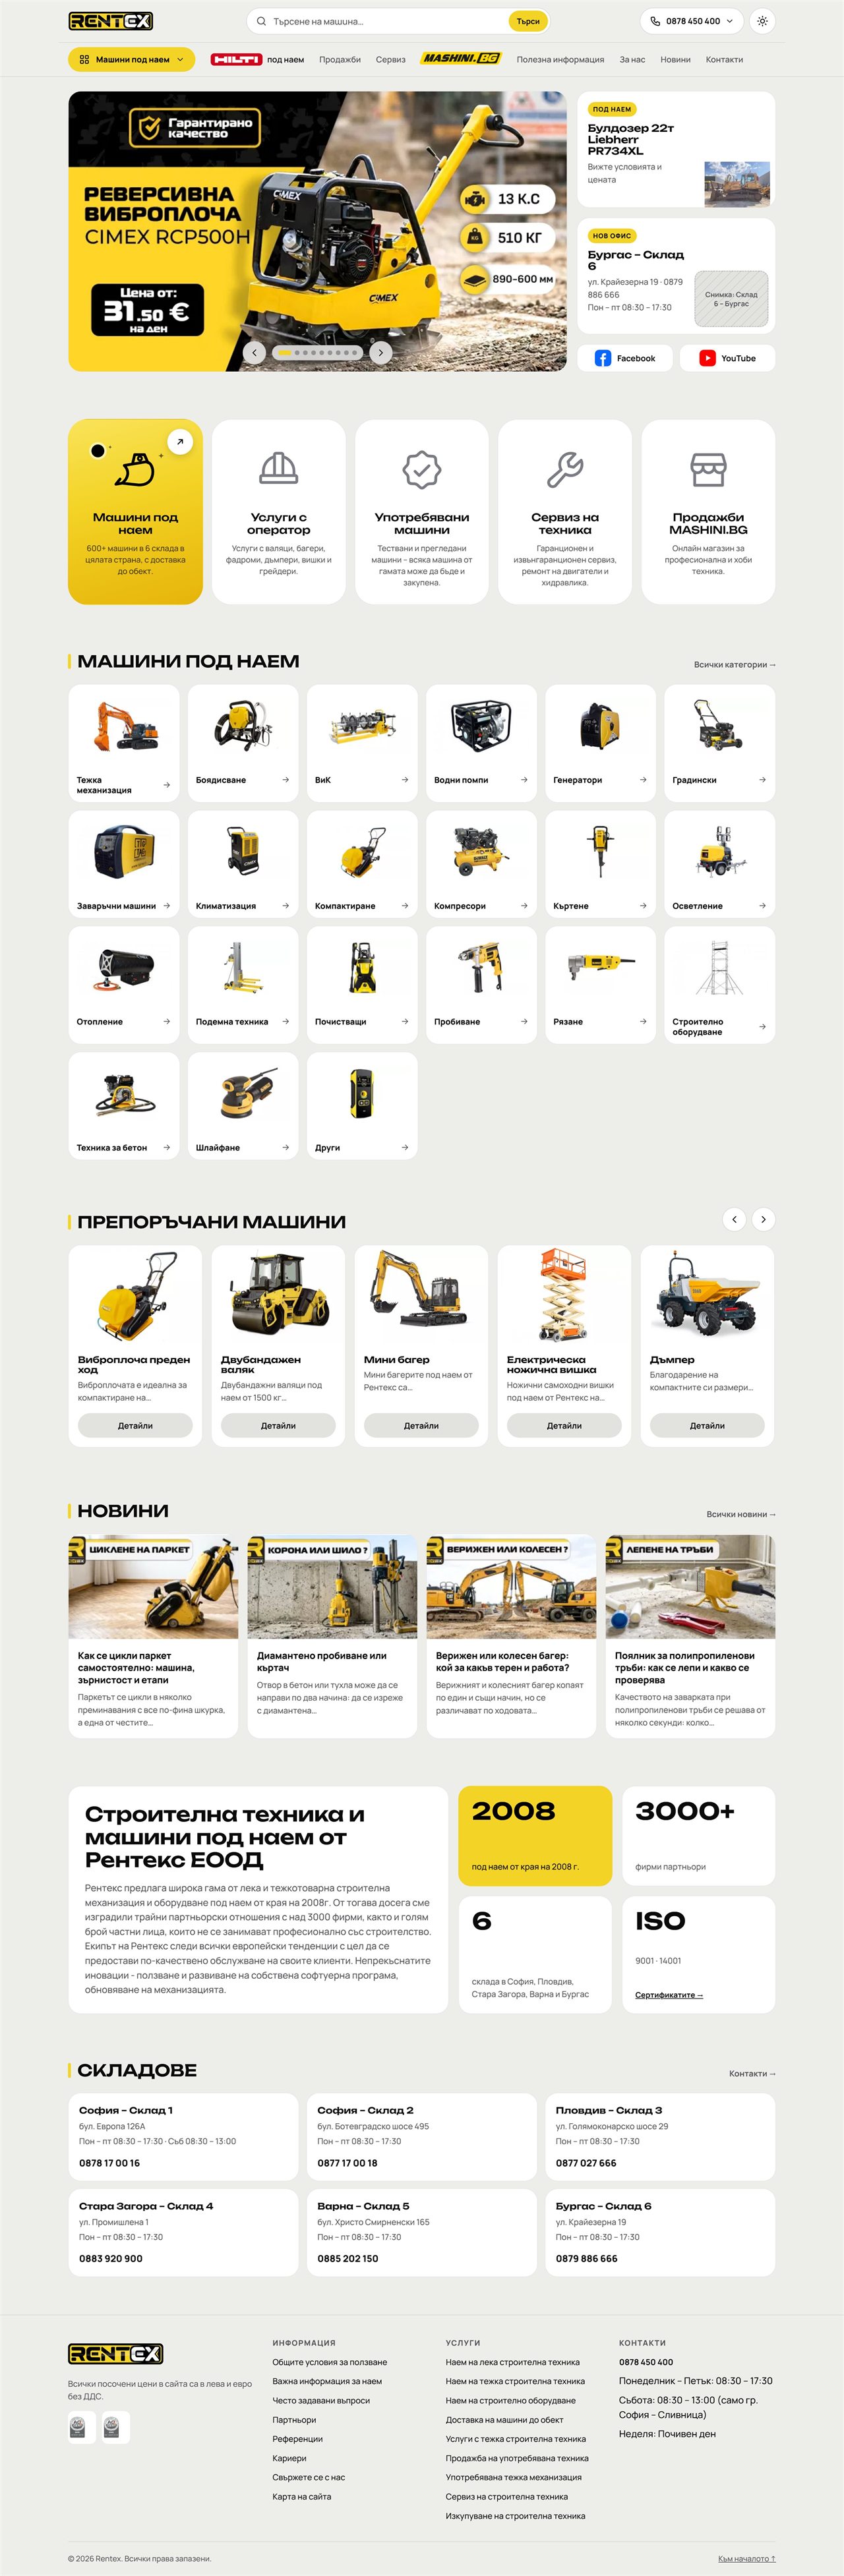 RENTEX
Търсене на машина...
Търси
0878 450 400
Машини под наем
HILTI под наем
Продажби
Сервиз
MASHINI.BG
Полезна информация
За нас
Новини
Контакти
Гарантирано
качество
РЕВЕРСИВНА
ВИБРОПЛОЧА
CIMEX RCP500H
Цена от:
31.50 €
на ден
13 К.С
KG
510 КГ
890-600 мм
CIMEX
CIMEX
ПОД НАЕМ
Булдозер 22т
Liebherr
PR734XL
Вижте условията и
цената
НОВ ОФИС
Бургас – Склад
6
ул. Крайезерна 19 · 0879
886 666
Пон – пт 08:30 – 17:30
Снимка: Склад
6 – Бургас
Facebook
YouTube
Машини под
наем
600+ машини в 6 склада в
цялата страна, с доставка
до обект.
Услуги с
оператор
Услуги с валяци, багери,
фадроми, дъмпери, вишки и
грейдери.
Употребявани
машини
Тествани и прегледани
машини – всяка машина от
гамата може да бъде и
закупена.
Сервиз на
техника
Гаранционен и
извънгаранционен сервиз,
ремонт на двигатели и
хидравлика.
Продажби
MASHINI.BG
Онлайн магазин за
професионална и хоби
техника.
МАШИНИ ПОД НАЕМ
Всички категории →
Тежка
механизация →
Боядисване →
ВиК →
Водни помпи →
Генератори →
Градински →
Заваръчни машини →
Климатизация →
Компактиране →
Компресори →
Къртене →
Осветление →
Отопление →
Подемна техника →
Почистващи →
Пробиване →
Рязане →
Строително
оборудване →
Техника за бетон →
Шлайфане →
Други →
ПРЕПОРЪЧАНИ МАШИНИ
Виброплоча преден
ход
Виброплочата е идеална за
компактиране на...
Детайли
Двубандажен
валяк
Двубандажни валяци под
наем от 1500 кг...
Детайли
Мини багер
Мини багерите под наем от
Рентекс са...
Детайли
Електрическа
ножична вишка
Ножични самоходни вишки
под наем от Рентекс на...
Детайли
Дъмпер
Благодарение на
компактните си размери...
Детайли
НОВИНИ
Всички новини →
ЦИКЛЕНЕ НА ПАРКЕТ
Как се цикли паркет
самостоятелно: машина,
зърнистост и етапи
Паркетът се цикли в няколко
преминавания с все по-фина шкурка,
а една от честите...
КОРОНА ИЛИ ШИЛО ?
Диамантено пробиване или
къртач
Отвор в бетон или тухла може да се
направи по два начина: да се изреже
с диамантена...
ВЕРИЖЕН ИЛИ КОЛЕСЕН ?
Верижен или колесен багер:
кой за какъв терен и работа?
Верижният и колесният багер копаят
по един и същи начин, но се
различават по ходовата...
ЛЕПЕНЕ НА ТРЪБИ
Поялник за полипропиленови
тръби: как се лепи и какво се
проверява
Качеството на заварката при
полипропиленови тръби се решава от
няколко секунди: колко...
Строителна техника и
машини под наем от
Рентекс ЕООД
Рентекс предлага широка гама от лека и тежкотоварна строителна
механизация и оборудване под наем от края на 2008г. От тогава досега сме
изградили трайни партньорски отношения с над 3000 фирми, както и голям
брой частни лица, които не се занимават професионално със строителство.
Екипът на Рентекс следи всички европейски тенденции с цел да се
предоставя по-качествено обслужване на своите клиенти. Непрекъснатите
иновации - ползване и развиване на собствена софтуерна програма,
обновяване на механизацията.
2008
под наем от края на 2008 г.
3000+
фирми партньори
6
склада в София, Пловдив,
Стара Загора, Варна и Бургас
ISO
9001 · 14001
Сертификатите →
СКЛАДОВЕ
Контакти →
София – Склад 1
бул. Европа 126А
Пон – пт 08:30 – 17:30 · Съб 08:30 – 13:00
0878 17 00 16
София – Склад 2
бул. Ботевградско шосе 495
Пон – пт 08:30 – 17:30
0877 17 00 18
Пловдив – Склад 3
ул. Голямоконарско шосе 29
Пон – пт 08:30 – 17:30
0877 027 666
Стара Загора – Склад 4
ул. Промишлена 1
Пон – пт 08:30 – 17:30
0883 920 900
Варна – Склад 5
бул. Христо Смирненски 165
Пон – пт 08:30 – 17:30
0885 202 150
Бургас – Склад 6
ул. Крайезерна 19
Пон – пт 08:30 – 17:30
0879 886 666
RENTEX
Всички посочени цени в сайта са в лева и евро
без ДДС.
ИНФОРМАЦИЯ
Общите условия за ползване
Важна информация за наем
Често задавани въпроси
Партньори
Референции
Кариери
Свържете се с нас
Карта на сайта
УСЛУГИ
Наем на лека строителна техника
Наем на тежка строителна техника
Наем на строително оборудване
Доставка на машини до обект
Услуги с тежка строителна техника
Продажба на употребявана техника
Употребявана тежка механизация
Сервиз на строителна техника
Изкупуване на строителна техника
КОНТАКТИ
0878 450 400
Понеделник – Петък: 08:30 – 17:30
Събота: 08:30 – 13:00 (само гр.
София – Сливница)
Неделя: Почивен ден
© 2026 Rentex. Всички права запазени.
Към началото ↑